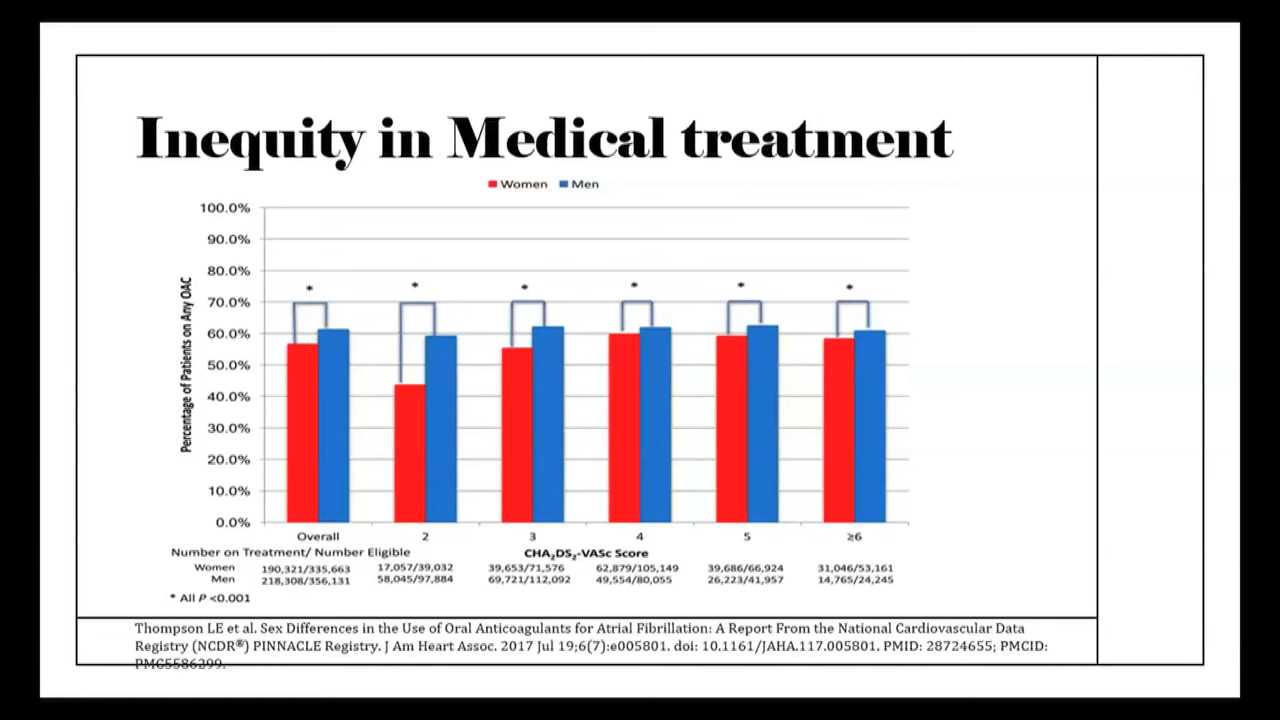 Inequity in Medical treatment
Women Men
100.0%
90.0%
80.0%
70.0%
60.0%
50.0%
40.0%
30.0%
20.0%
10.0%
0.0%
Percentage of Patients on Any OAC
* * * * * *
Overall 2 3 4 5 ≥6
Number on Treatment/ Number Eligible CHA₂DS₂-VASc Score
Women 190,321/335,663 17,057/39,032 39,653/71,576 62,879/105,149 39,686/66,924 31,046/53,161
Men 218,308/356,131 58,045/97,884 69,721/112,092 49,554/80,055 26,223/41,957 14,765/24,245
* All P <0.001
Thompson LE et al. Sex Differences in the Use of Oral Anticoagulants for Atrial Fibrillation: A Report From the National Cardiovascular Data
Registry (NCDR®) PINNACLE Registry. J Am Heart Assoc. 2017 Jul 19;6(7):e005801. doi: 10.1161/JAHA.117.005801. PMID: 28724655; PMCID:
PMC5586299.